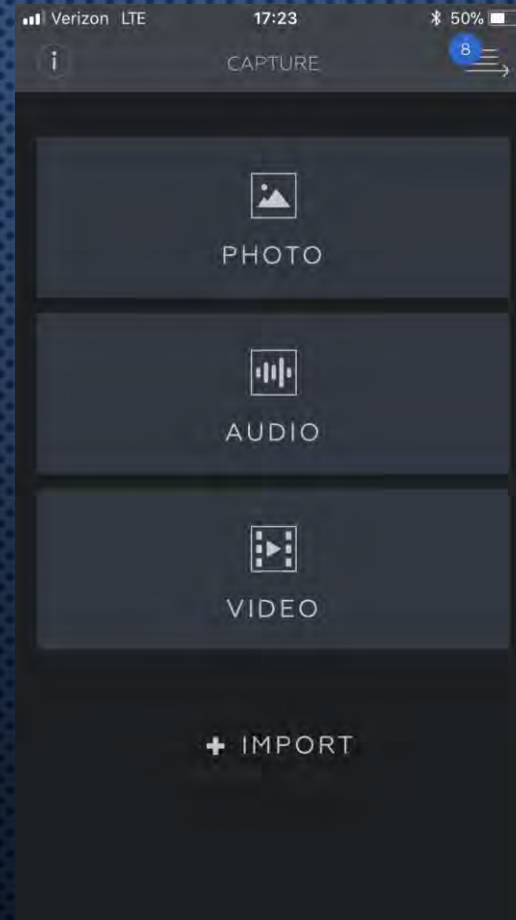 Verizon LTE 17:23 50%
i CAPTURE 8
PHOTO
AUDIO
VIDEO
+ IMPORT